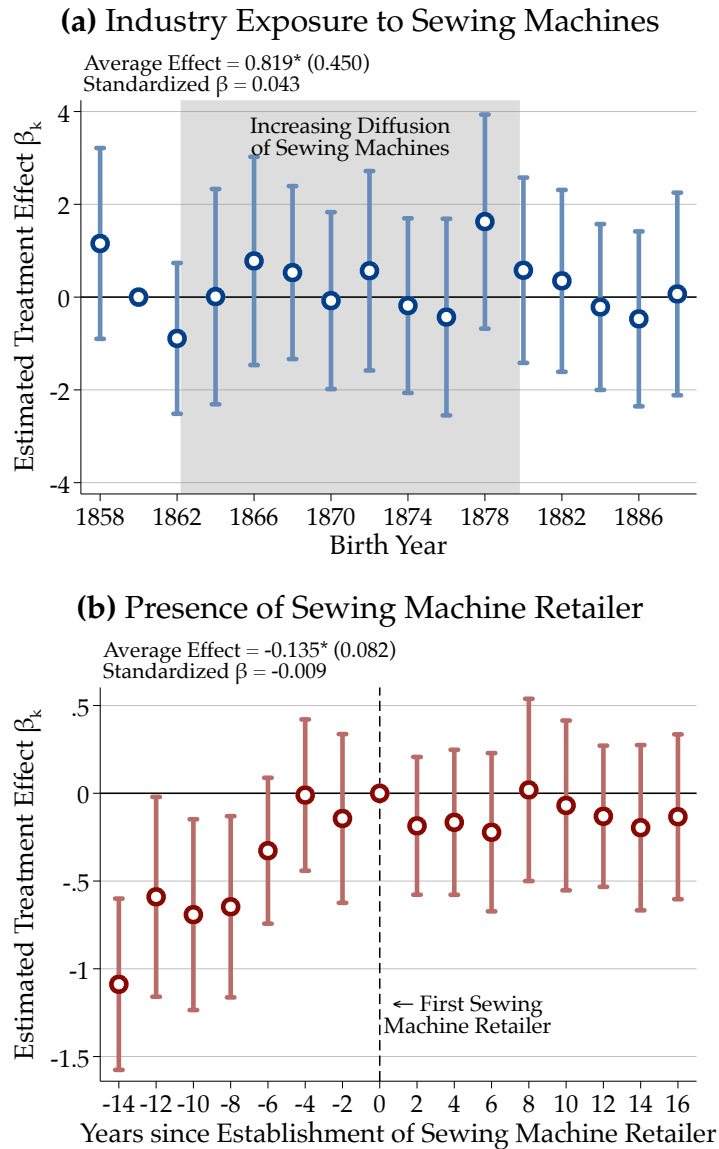 (a) Industry Exposure to Sewing Machines
Average Effect = 0.819* (0.450)
Standardized β = 0.043
Increasing Diffusion
of Sewing Machines
Estimated Treatment Effect βk
4
2
0
-2
-4
1858 1862 1866 1870 1874 1878 1882 1886
Birth Year
(b) Presence of Sewing Machine Retailer
Average Effect = -0.135* (0.082)
Standardized β = -0.009
Estimated Treatment Effect βk
.5
0
-.5
-1
-1.5
← First Sewing
Machine Retailer
-14 -12 -10 -8 -6 -4 -2 0 2 4 6 8 10 12 14 16
Years since Establishment of Sewing Machine Retailer